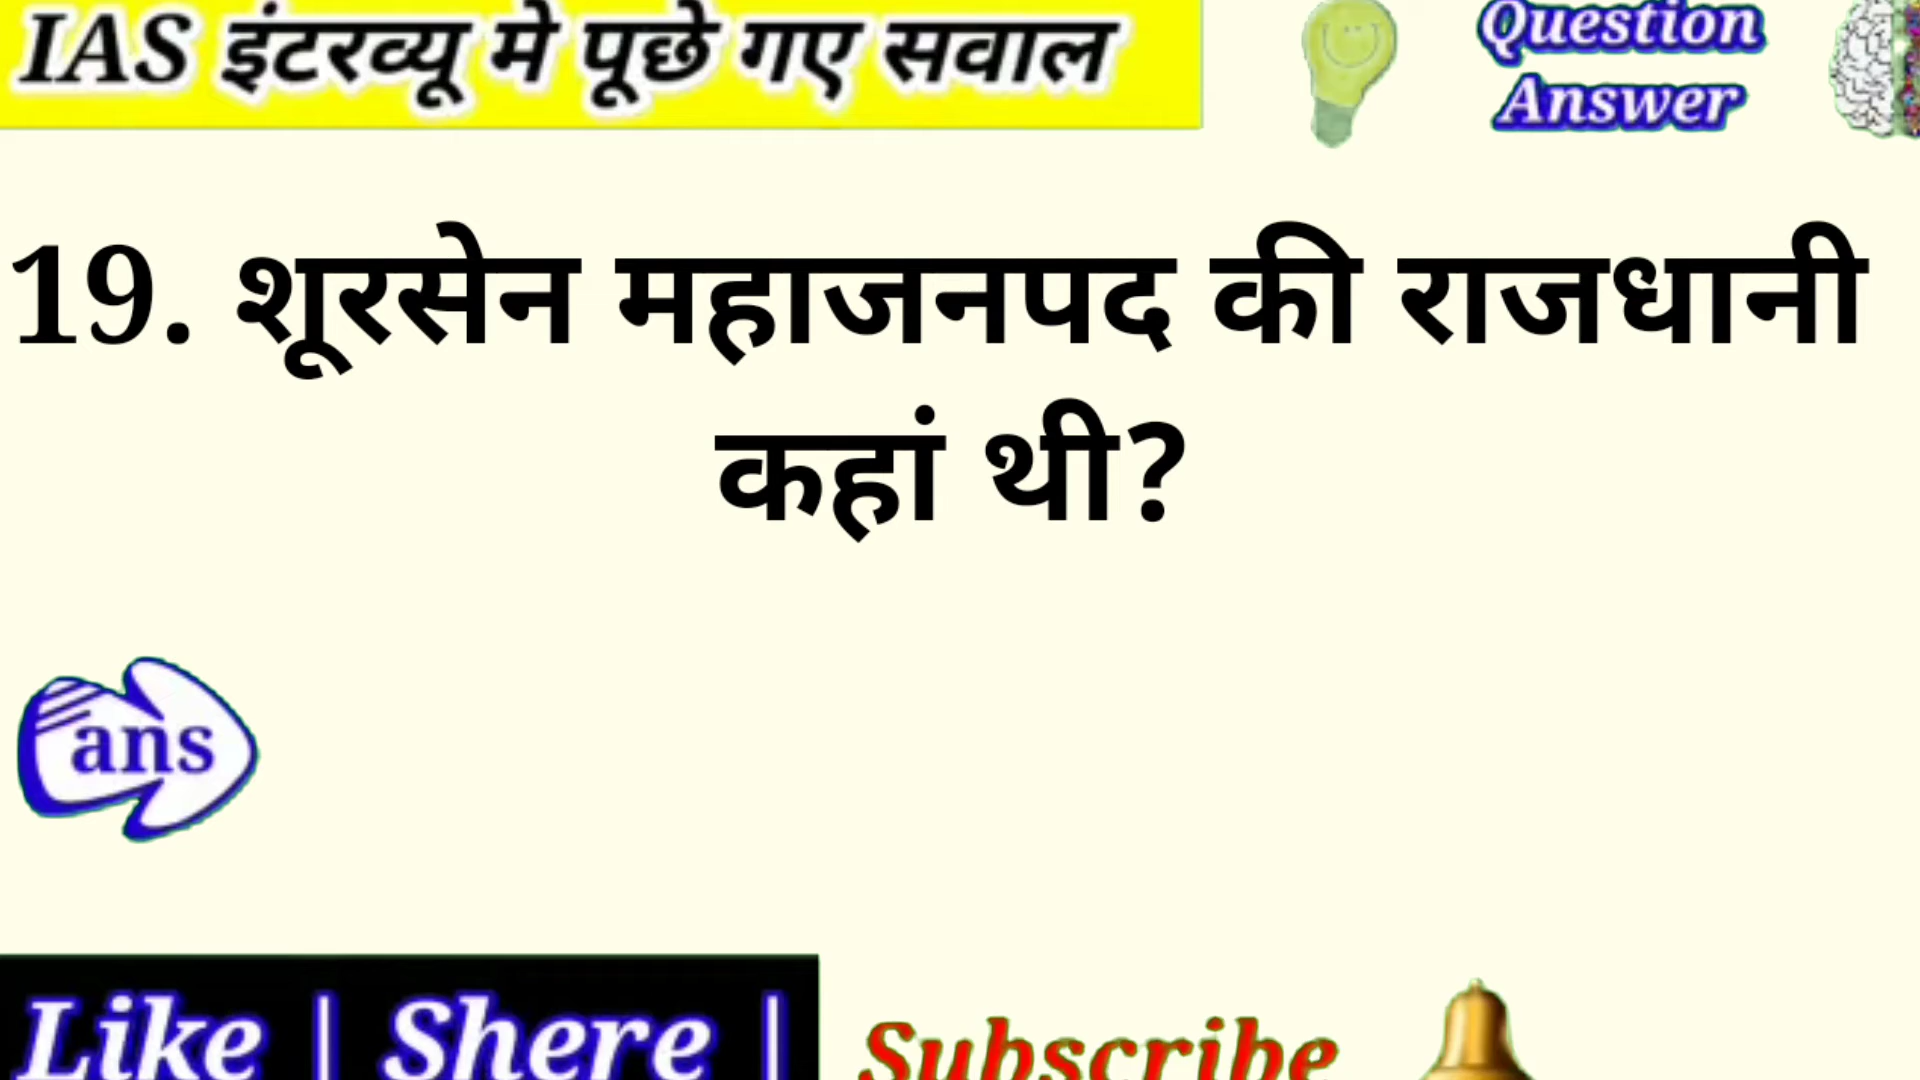 IAS इंटरव्यू मे पूछे गए सवाल
Question
Answer
19. शूरसेन महाजनपद की राजधानी
कहां थी?
ans
Like | Shere |
Subscribe